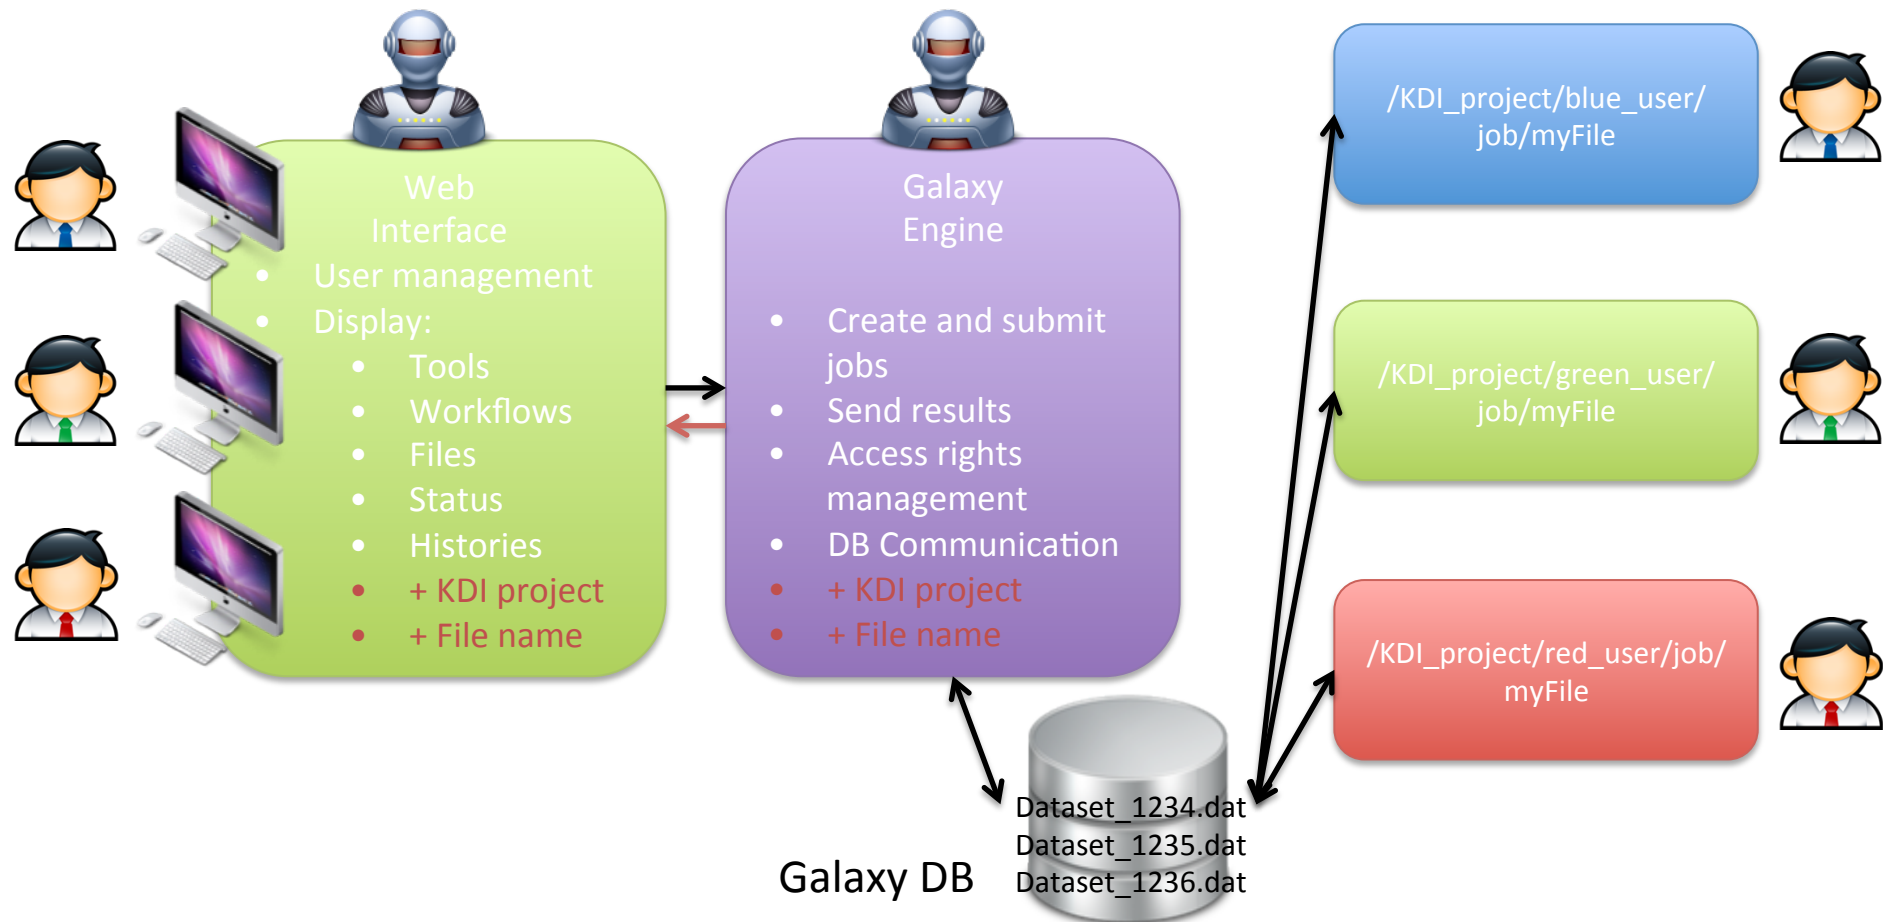 Web
Interface
• User management
• Display:
• Tools
• Workflows
• Files
• Status
• Histories
• + KDI project
• + File name
Galaxy
Engine
• Create and submit
jobs
• Send results
• Access rights
management
• DB Communication
• + KDI project
• + File name
/KDI_project/blue_user/
job/myFile
/KDI_project/green_user/
job/myFile
/KDI_project/red_user/job/
myFile
Galaxy DB
Dataset_1234.dat
Dataset_1235.dat
Dataset_1236.dat